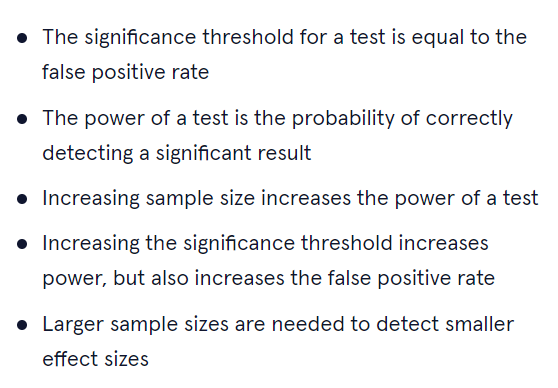 • The significance threshold for a test is equal to the
false positive rate
• The power of a test is the probability of correctly
detecting a significant result
• Increasing sample size increases the power of a test
• Increasing the significance threshold increases
power, but also increases the false positive rate
• Larger sample sizes are needed to detect smaller
effect sizes